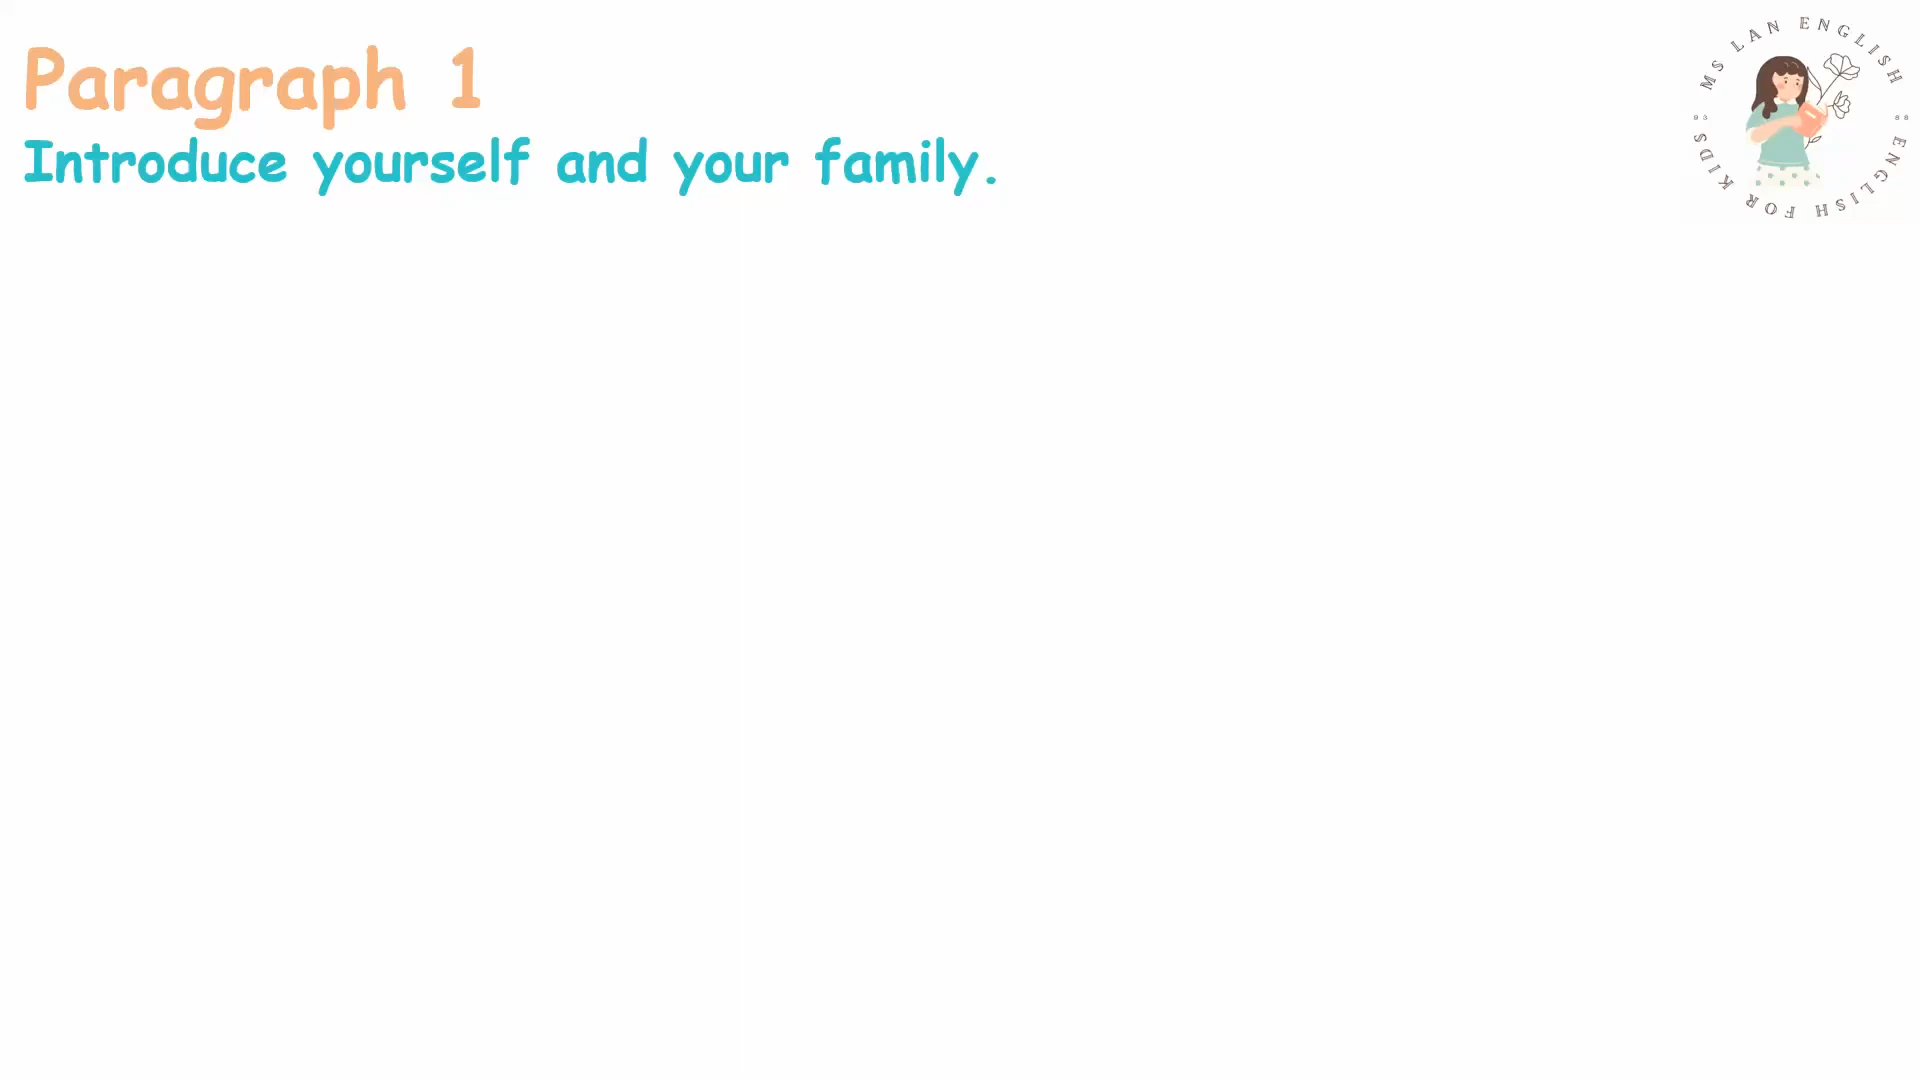 Paragraph 1
Introduce yourself and your family.
MS LAN ENGLISH
ENGLISH FOR KIDS